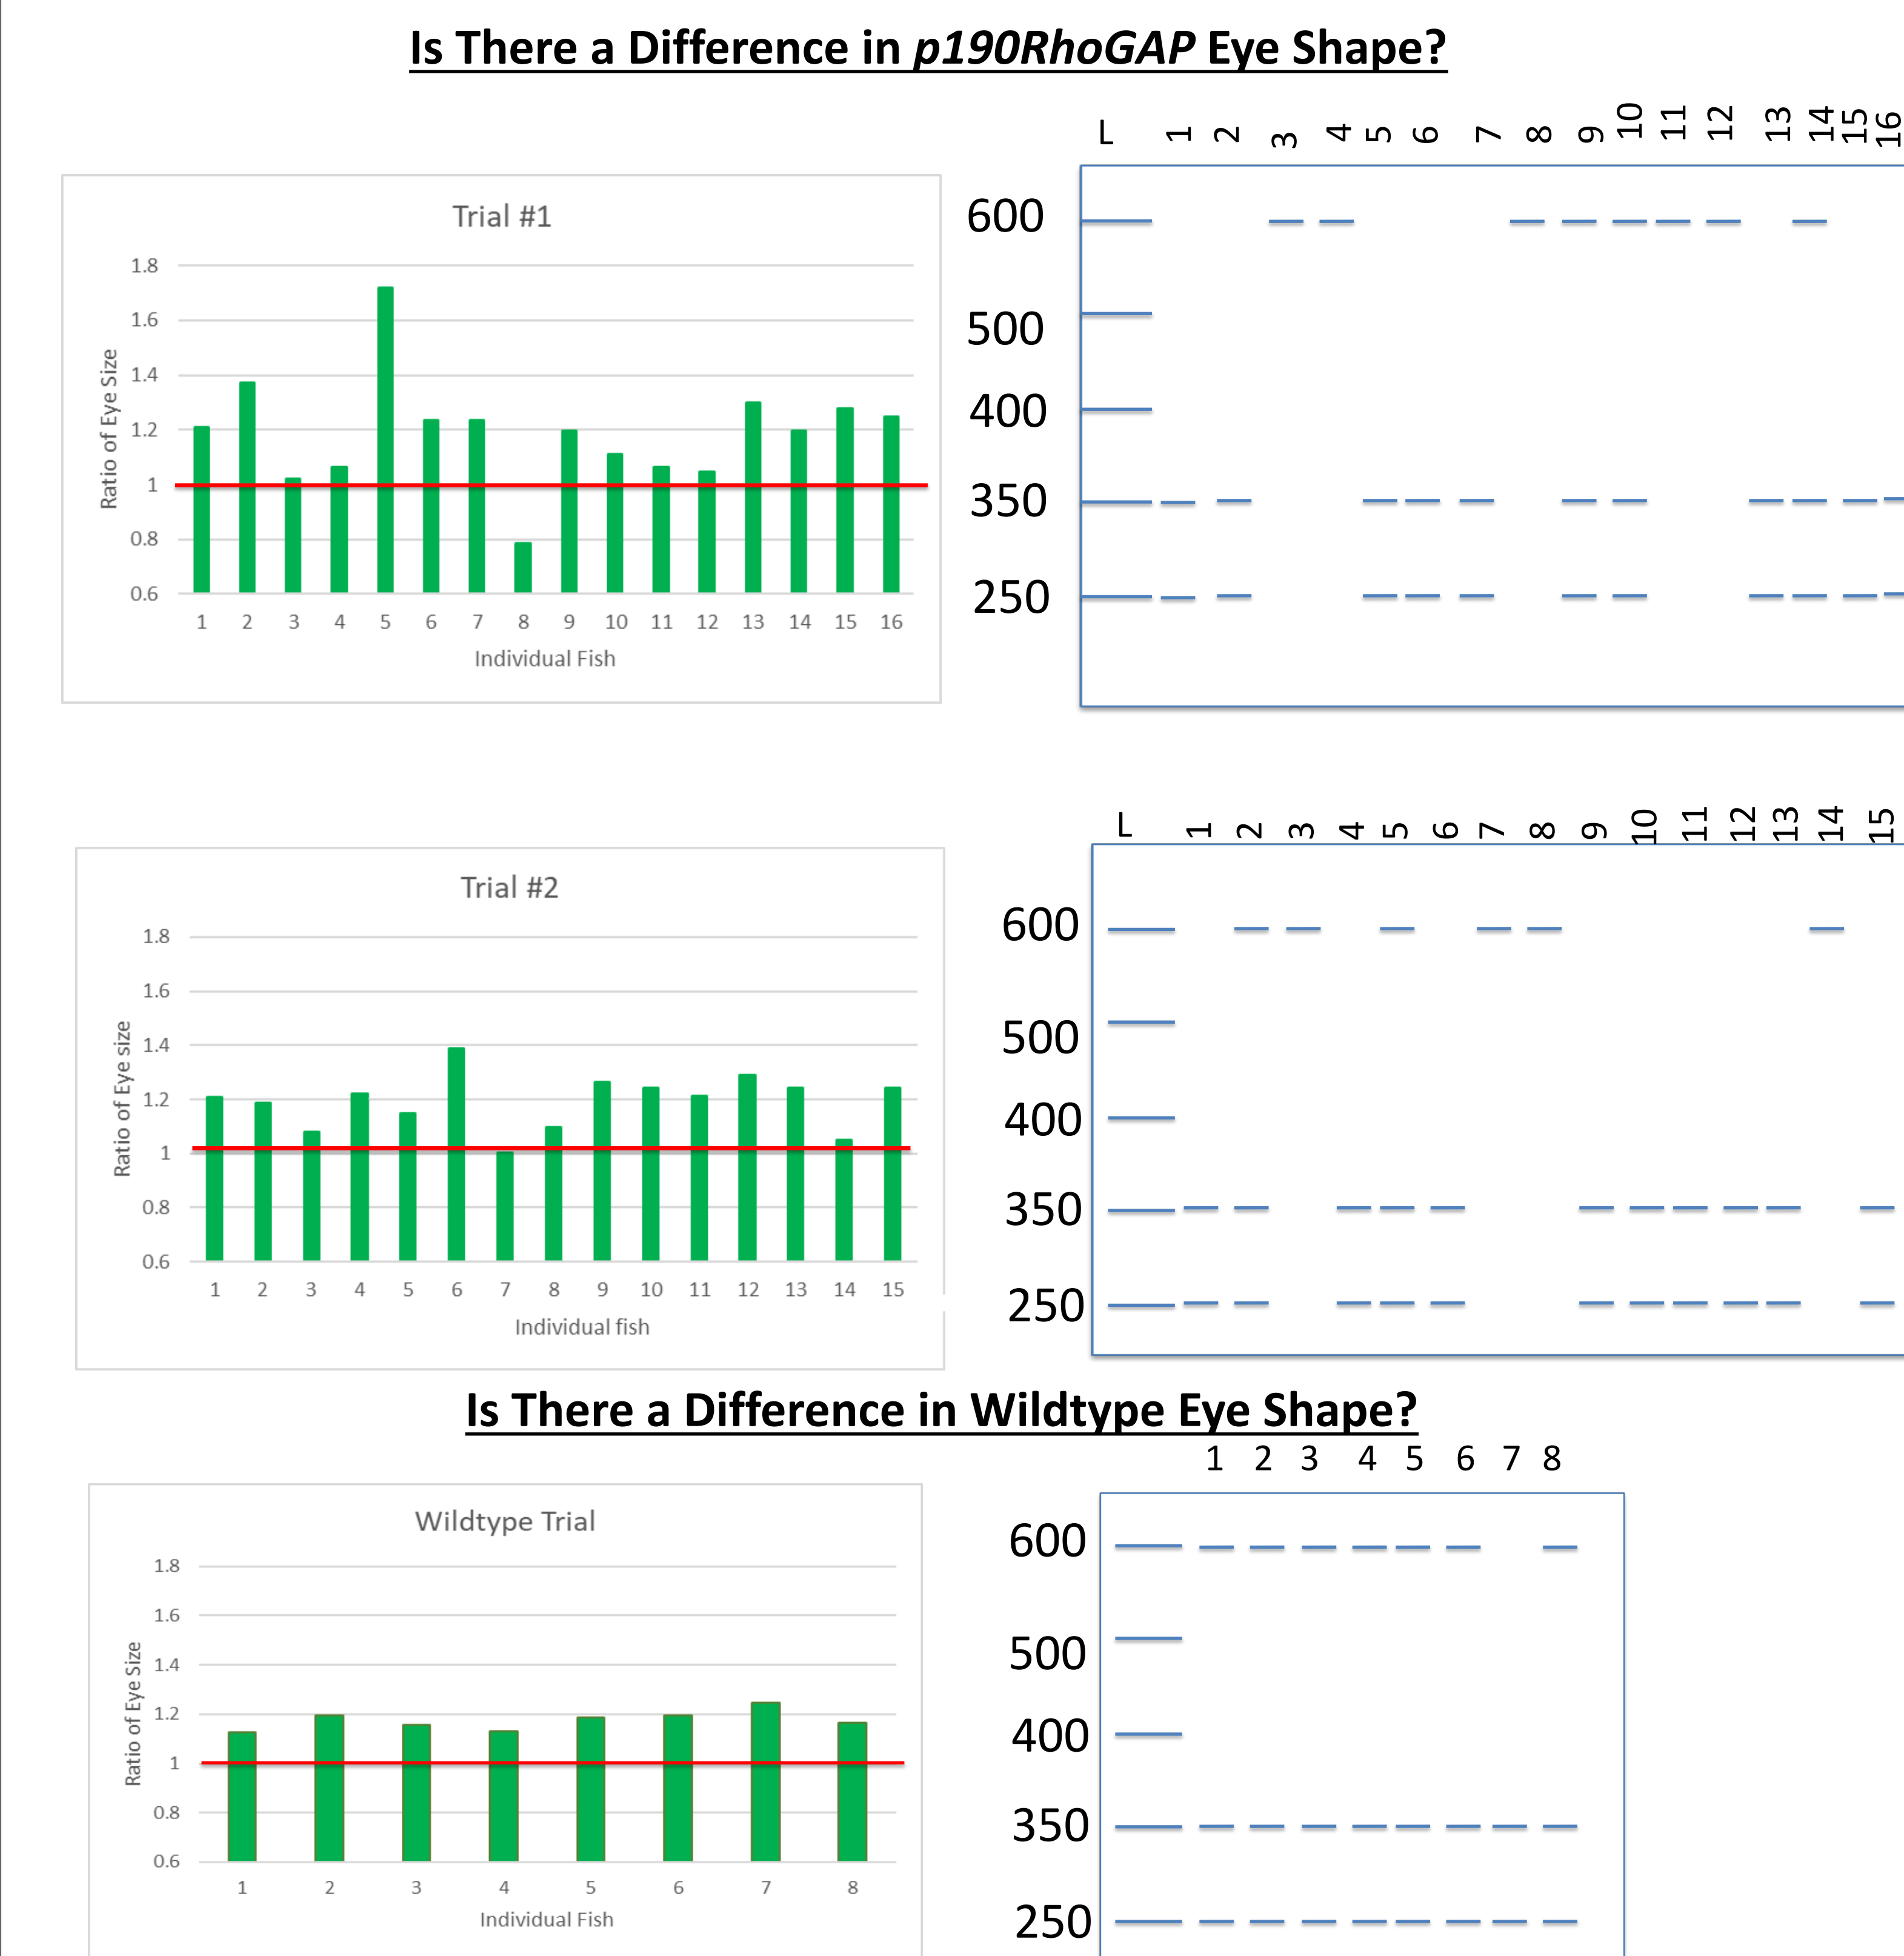 Is There a Difference in p190RhoGAP Eye Shape?
L 1 2 3 4 5 6 7 8 9 10 11 12 13 14 15 16
Trial #1
1.8
1.6
1.4
1.2
1
0.8
0.6
Ratio of Eye Size
1 2 3 4 5 6 7 8 9 10 11 12 13 14 15 16
Individual Fish
600
500
400
350
250
L 1 2 3 4 5 6 7 8 9 10 11 12 13 14 15
Trial #2
1.8
1.6
1.4
1.2
1
0.8
0.6
Ratio of Eye size
1 2 3 4 5 6 7 8 9 10 11 12 13 14 15
Individual fish
600
500
400
350
250
Is There a Difference in Wildtype Eye Shape?
1 2 3 4 5 6 7 8
Wildtype Trial
1.8
1.6
1.4
1.2
1
0.8
0.6
Ratio of Eye Size
1 2 3 4 5 6 7 8
Individual Fish
600
500
400
350
250